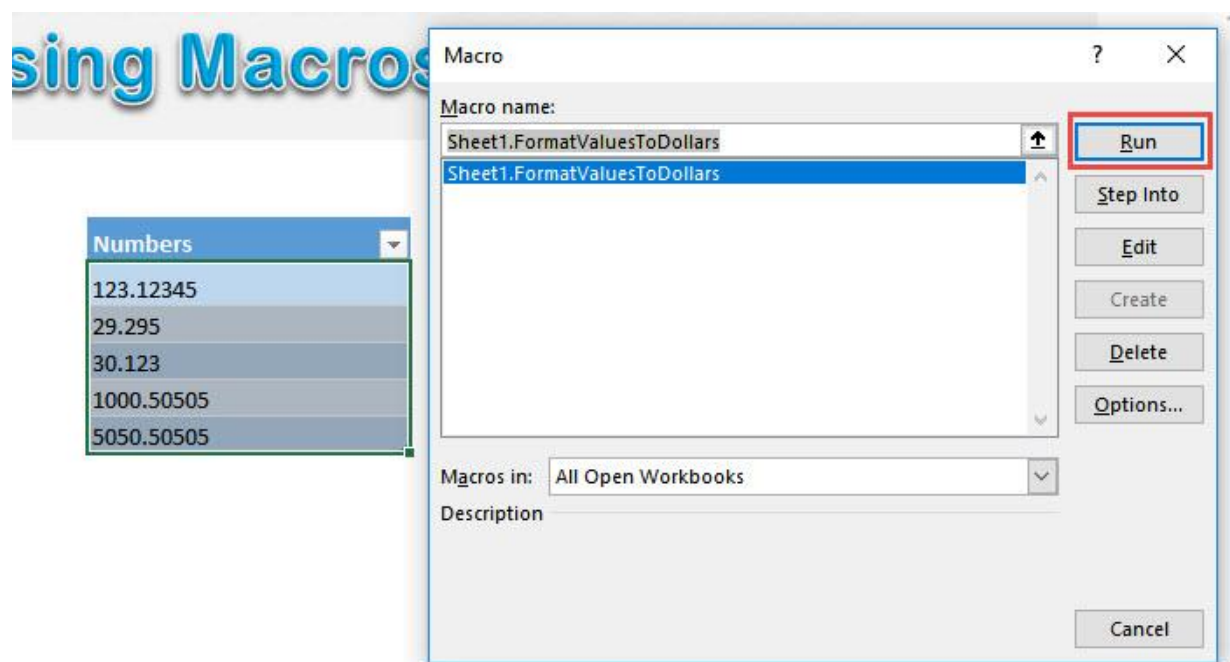 sing Macros
Macro
?
Macro name:
Sheet1.FormatValuesToDollars
Sheet1.FormatValuesToDollars
Run
Step Into
Edit
Create
Delete
Options...
Numbers
123.12345
29.295
30.123
1000.50505
5050.50505
Macros in: All Open Workbooks
Description
Cancel